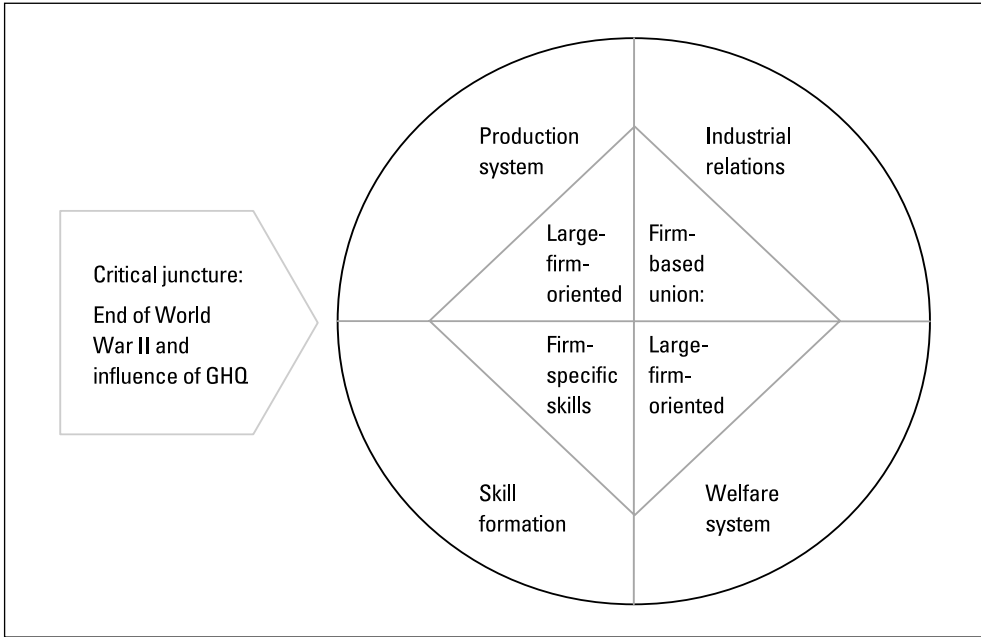 Critical juncture:
End of World
War II and
influence of GHQ
Production
system
Industrial
relations
Large-
firm-
oriented
Firm-
based
union:
Firm-
specific
skills
Large-
firm-
oriented
Skill
formation
Welfare
system